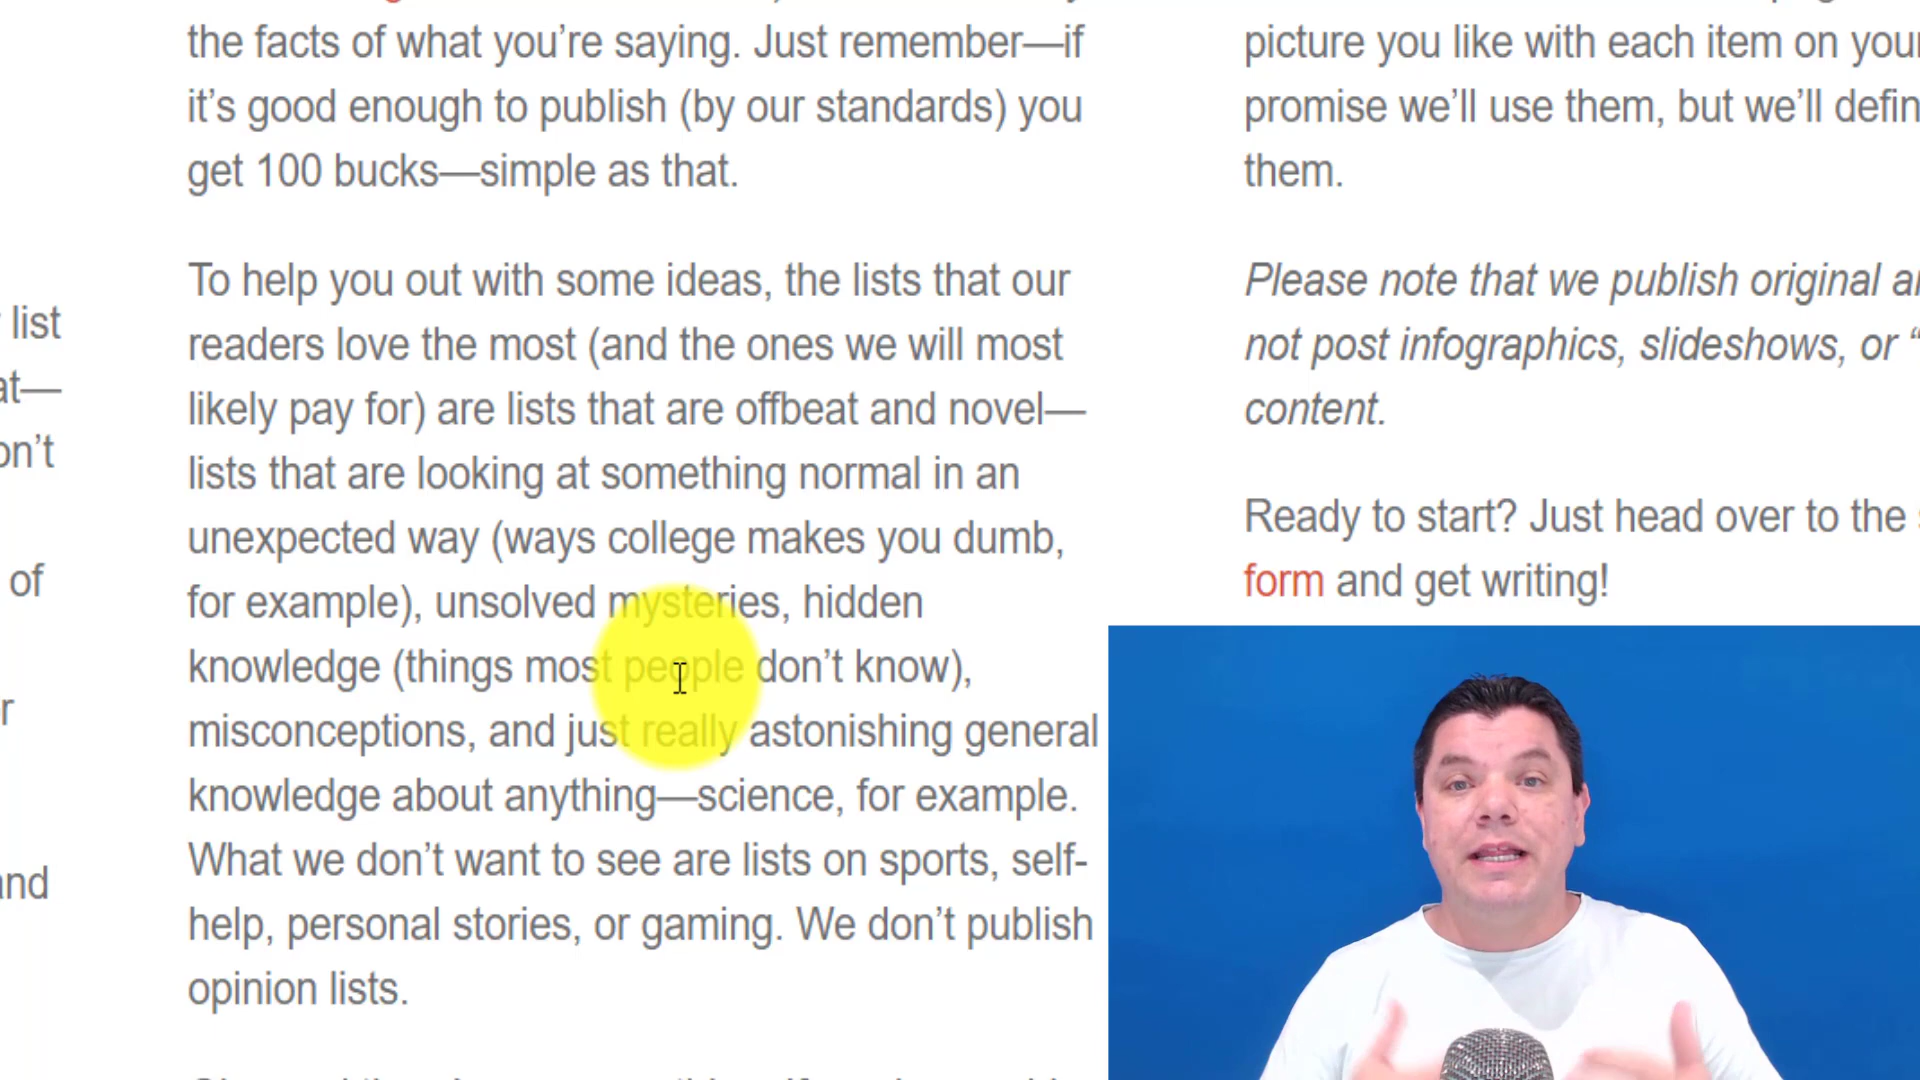 list
of
and
the facts of what you’re saying. Just remember—if
it’s good enough to publish (by our standards) you
get 100 bucks—simple as that.
To help you out with some ideas, the lists that our
readers love the most (and the ones we will most
likely pay for) are lists that are offbeat and novel—
lists that are looking at something normal in an
unexpected way (ways college makes you dumb,
for example), unsolved mysteries, hidden
knowledge (things most people don’t know),
misconceptions, and just really astonishing general
knowledge about anything—science, for example.
What we don’t want to see are lists on sports, self-
help, personal stories, or gaming. We don’t publish
opinion lists.
picture you like with each item on your
promise we’ll use them, but we’ll
them.
Please note that we publish original
not post infographics, slideshows, or “
content.
Ready to start? Just head over to the
form and get writing!